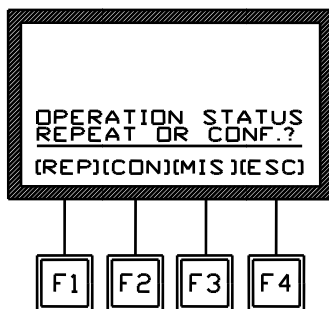 OPERATION STATUS
REPEAT OR CONF.?
(REP)(CON)(MIS )(ESC)
F1 F2 F3 F4